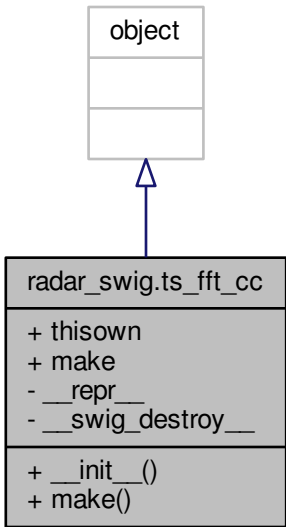 object
radar_swig.ts_fft_cc
+ thisown
+ make
- __repr__
- __swig_destroy__
+ __init__()
+ make()